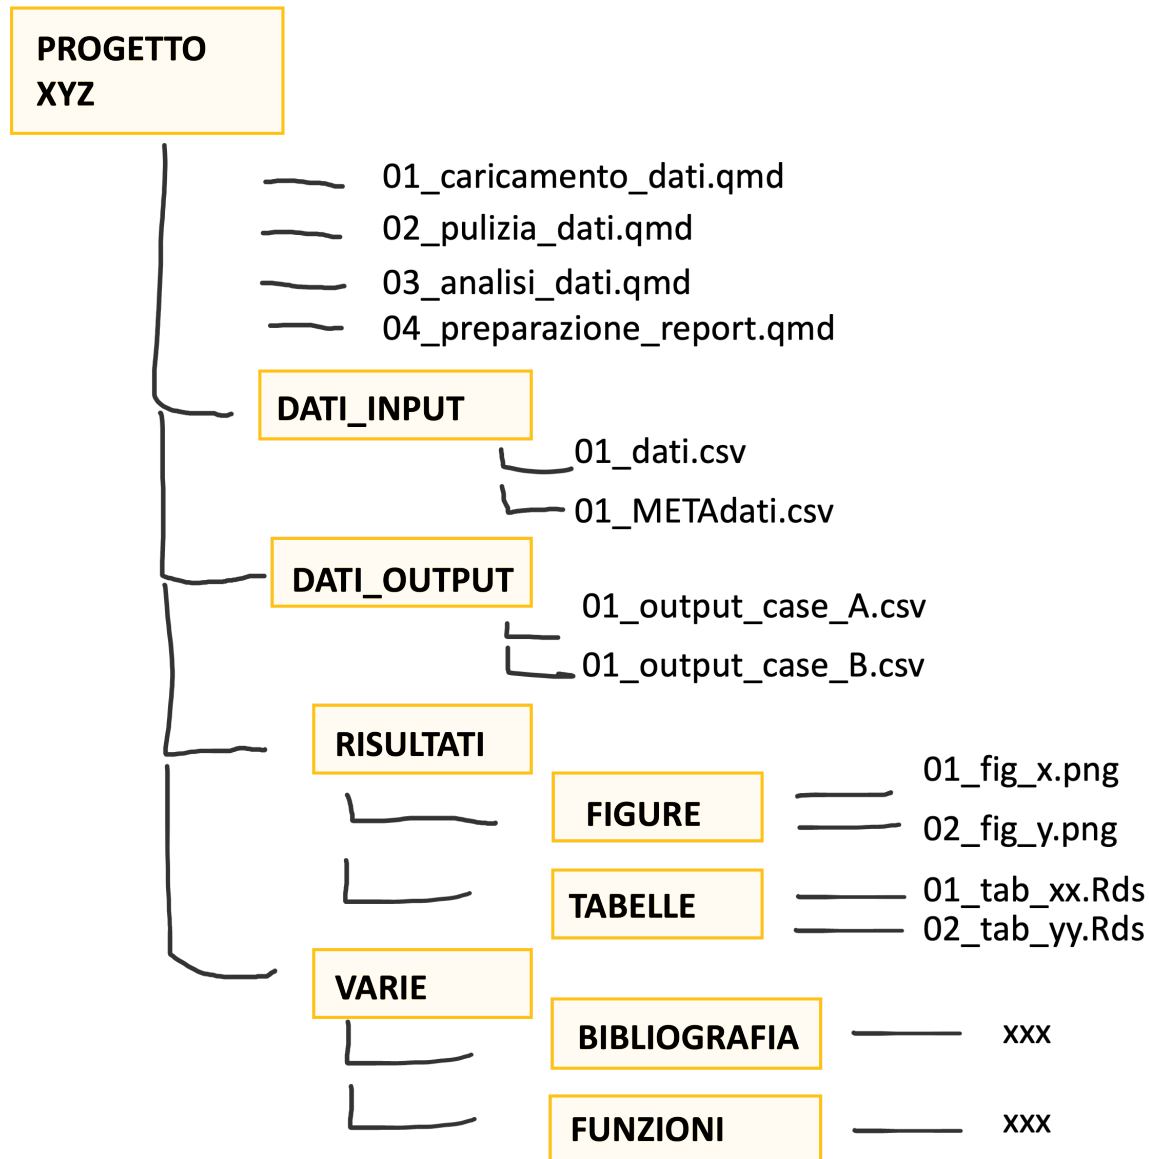 PROGETTO
XYZ
01_caricamento_dati.qmd
02_pulizia_dati.qmd
03_analisi_dati.qmd
04_preparazione_report.qmd
DATI_INPUT
01_dati.csv
01_METAdati.csv
DATI_OUTPUT
01_output_case_A.csv
01_output_case_B.csv
RISULTATI
FIGURE
01_fig_x.png
02_fig_y.png
TABELLE
01_tab_xx.Rds
02_tab_yy.Rds
VARIE
BIBLIOGRAFIA
xxx
FUNZIONI
xxx